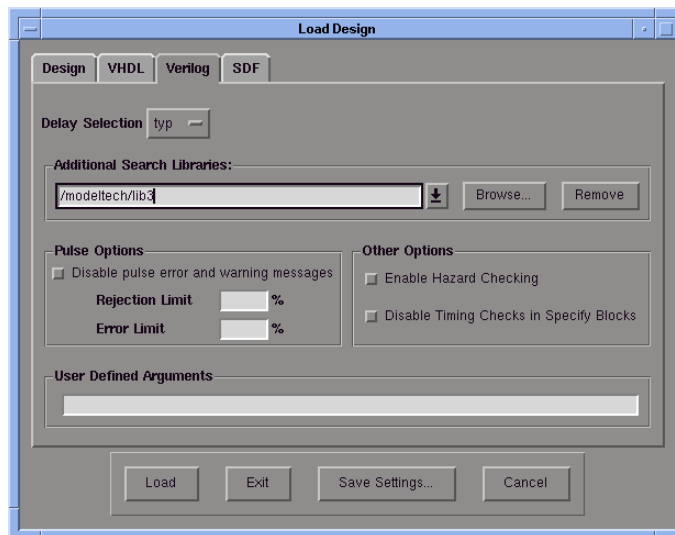 Load Design
Design VHDL Verilog SDF
Delay Selection typ
Additional Search Libraries:
/modeltech/lib3 Browse... Remove
Pulse Options Other Options
Disable pulse error and warning messages Enable Hazard Checking
Rejection Limit %
Disable Timing Checks in Specify Blocks
Error Limit %
User Defined Arguments
Load Exit Save Settings... Cancel